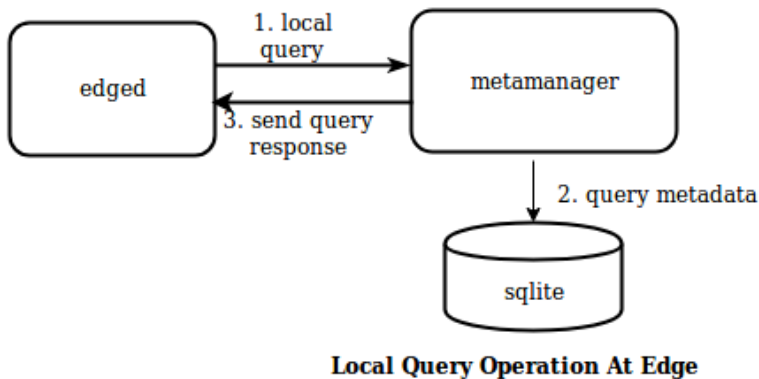 1. local
query
edged
metamanager
3. send query
response
2. query metadata
sqlite
Local Query Operation At Edge